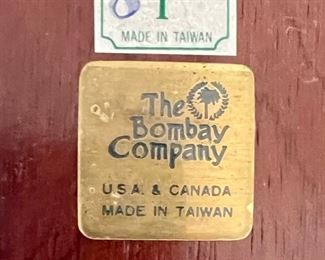 MADE IN TAIWAN
The
Bombay
Company
U.S.A. & CANADA
MADE IN TAIWAN